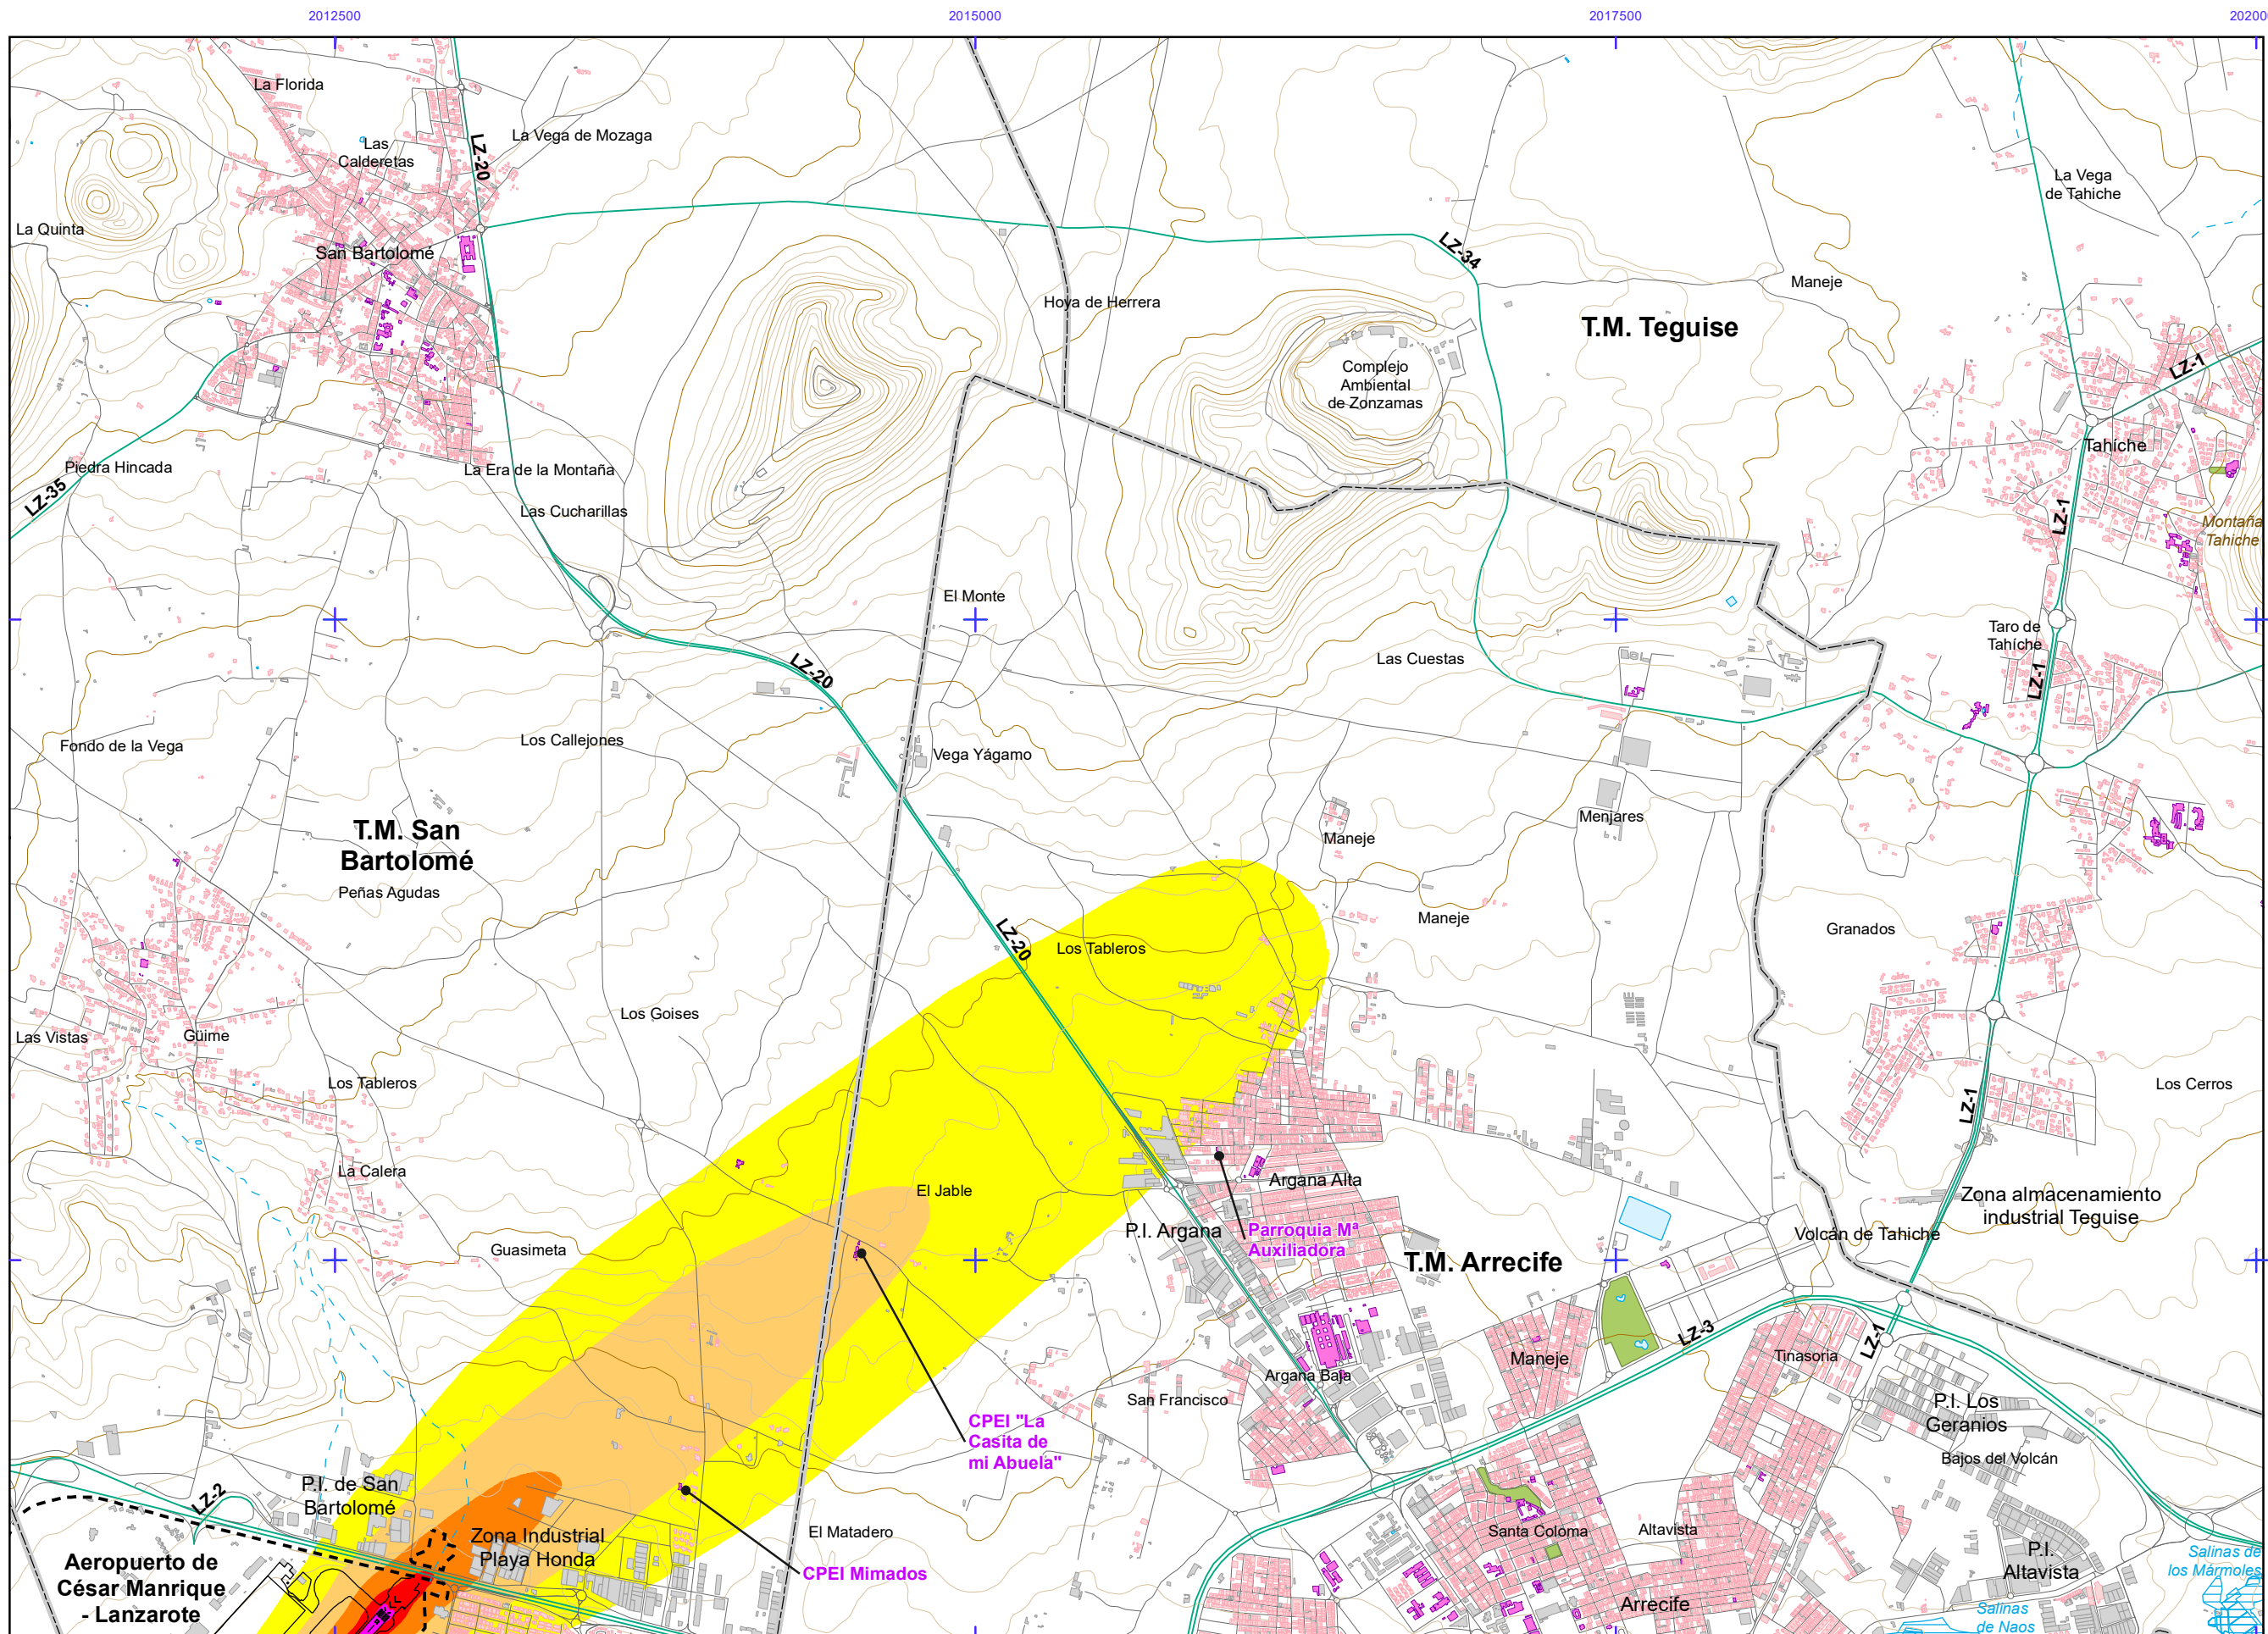 2012500
2015000
2017500
20200
La Florida
Las
Calderetas
La Vega de Mozaga
LZ-20
La Quinta
San Bartolomé
La Vega
de Tahiche
LZ-34
Maneje
Hoya de Herrera
T.M. Teguise
Complejo
Ambiental
de Zonzamas
LZ-1
Tahíche
Piedra Hincada
LZ-35
La Era de la Montaña
Las Cucharillas
LZ-1
Montaña
Tahiche
El Monte
Taro de
Tahíche
Las Cuestas
LZ-20
LZ-1
Fondo de la Vega
Los Callejones
Vega Yágamo
T.M. San
Bartolomé
Peñas Agudas
Menjares
Maneje
Maneje
Granados
LZ-20
Los Tableros
Los Goises
Las Vistas
Güime
Los Tableros
Los Cerros
LZ-1
La Calera
El Jable
Argana Alta
Zona almacenamiento
industrial Teguise
P.I. Argana
Parroquia Mª
Auxiliadora
Volcán de Tahiche
Guasimeta
T.M. Arrecife
LZ-3
LZ-1
Maneje
Tinasoria
Argana Baja
San Francisco
P.I. Los
Geranios
CPEI "La
Casita de
mi Abuela"
Bajos del Volcán
P.I. de San
Bartolomé
LZ-2
Zona Industrial
Playa Honda
El Matadero
Santa Coloma
Altavista
P.I.
Altavista
Aeropuerto de
César Manrique
- Lanzarote
CPEI Mimados
Salinas de
los Mármoles
Arrecife
Salinas
de Naos